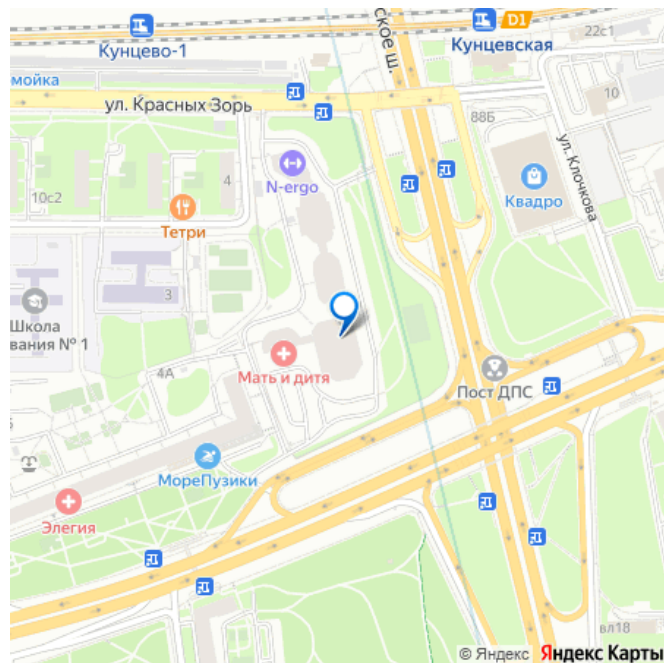 Кунцево-1
ское ш.
D1
Кунцевская
22с1
мойка
ул. Красных Зорь
88Б
10
ул. Клочкова
N-ergo
4
10с2
Тетри
Квадро
3
Школа
вания № 1
4А
Мать и дитя
Пост ДПС
МореПузики
Элегия
вл18
© Яндекс Яндекс Карты